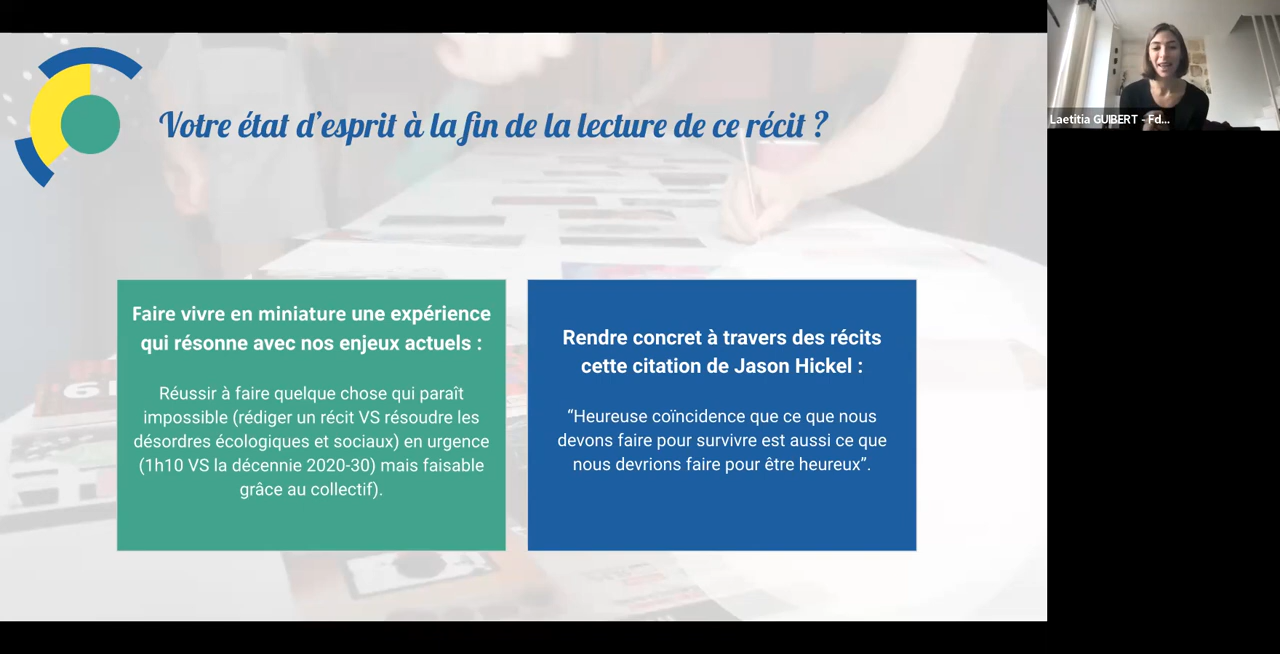 Votre état d'esprit à la fin de la lecture de ce récit ?
Faire vivre en miniature une expérience
qui résonne avec nos enjeux actuels :
Réussir à faire quelque chose qui paraît
impossible (rédiger un récit VS résoudre les
désordres écologiques et sociaux) en urgence
(1h10 VS la décennie 2020-30) mais faisable
grâce au collectif).
Rendre concret à travers des récits
cette citation de Jason Hickel :
“Heureuse coïncidence que ce que nous
devons faire pour survivre est aussi ce que
nous devrions faire pour être heureux”.
Laetitia GUIBERT - Fd...